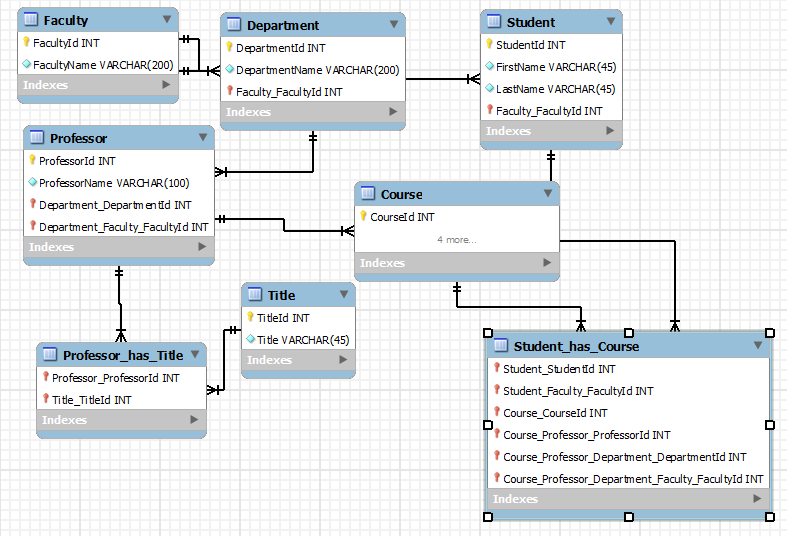 Faculty
FacultyId INT
FacultyName VARCHAR(200)
Indexes
Department
DepartmentId INT
DepartmentName VARCHAR(200)
Faculty_FacultyId INT
Indexes
Student
StudentId INT
FirstName VARCHAR(45)
LastName VARCHAR(45)
Faculty_FacultyId INT
Indexes
Professor
ProfessorId INT
ProfessorName VARCHAR(100)
Department_DepartmentId INT
Department_Faculty_FacultyId INT
Indexes
Course
CourseId INT
4 more...
Indexes
Title
TitleId INT
Title VARCHAR(45)
Indexes
Professor_has_Title
Professor_ProfessorId INT
Title_TitleId INT
Indexes
Student_has_Course
Student_StudentId INT
Student_Faculty_FacultyId INT
Course_CourseId INT
Course_Professor_ProfessorId INT
Course_Professor_Department_DepartmentId INT
Course_Professor_Department_Faculty_FacultyId INT
Indexes